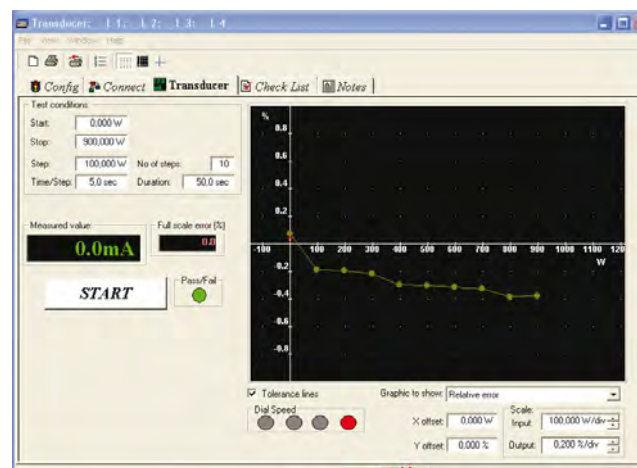 Transducer: L1: L2: L3: L4
File View Window Help
Config Connect Transducer Check List Notes
Test conditions
Start: 0,000 W
Stop: 900,000 W
Step: 100,000 W No of steps: 10
Time/Step: 5.0 sec Duration: 50.0 sec
Measured value: Full scale error (%)
0.0mA 0.0
START Pass/Fail
%
0.8
0.6
0.4
0.2
-100 100 200 300 400 500 600 700 800 900 1000 1100 120
W
-0.2
-0.4
-0.6
-0.8
Tolerance lines Graphic to show: Relative error
Dial Speed
Scale:
X offset: 0,000 W Input: 100,000 W/div
Y offset: 0,000 % Output: 0,200 %/div